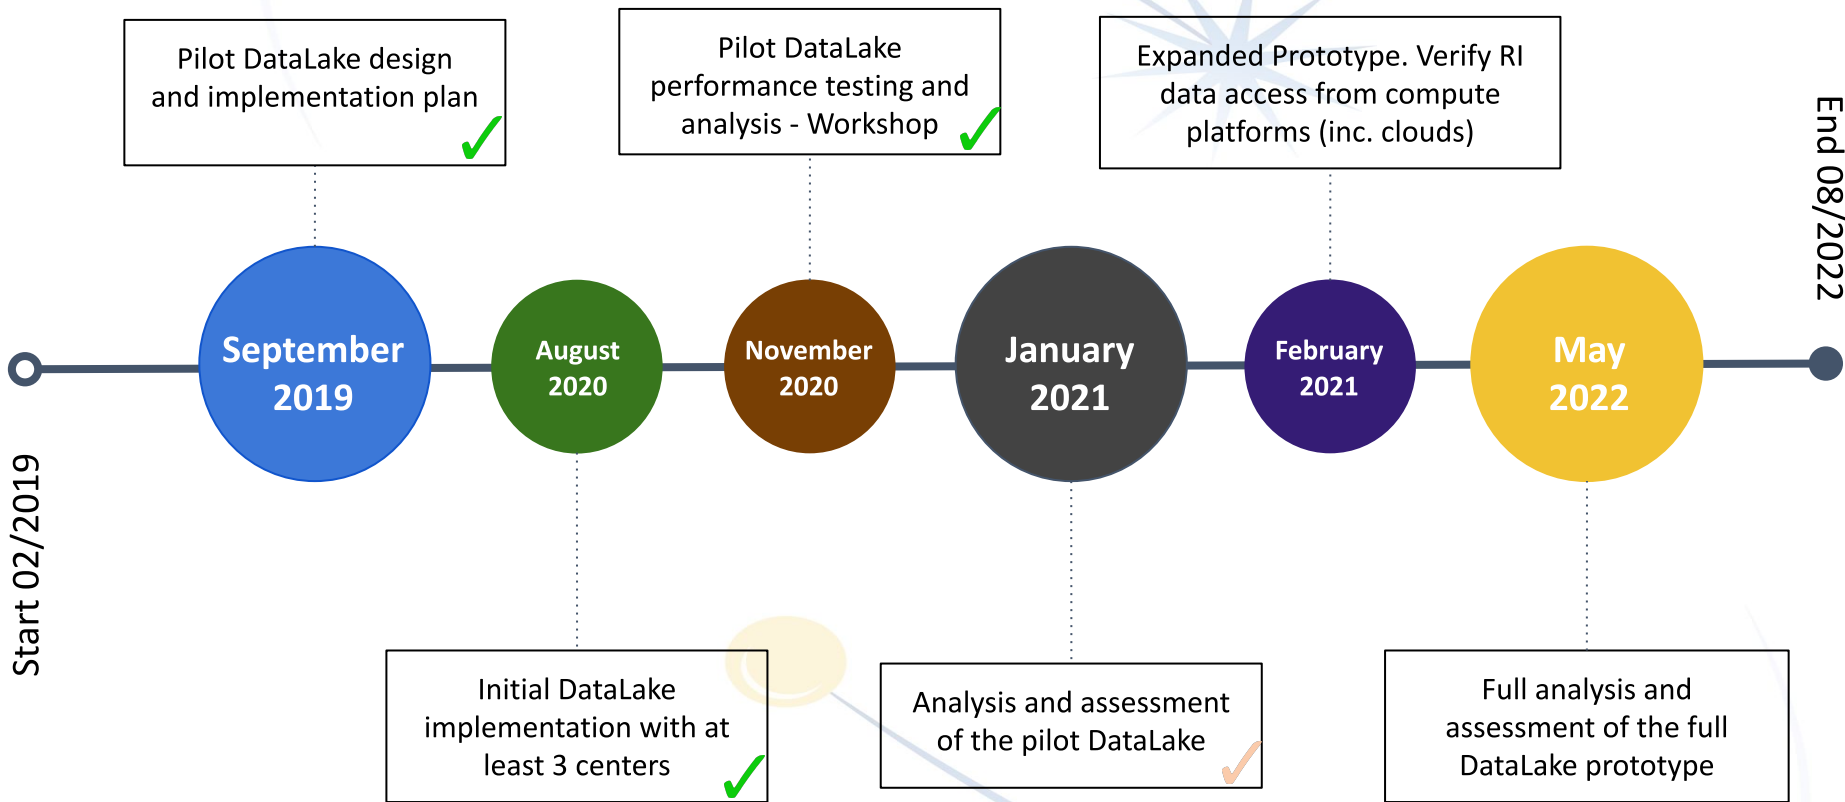 Pilot DataLake design
and implementation plan
Pilot DataLake
performance testing and
analysis - Workshop
Expanded Prototype. Verify RI
data access from compute
platforms (inc. clouds)
Start 02/2019
September
2019
August
2020
November
2020
January
2021
February
2021
May
2022
End 08/2022
Initial DataLake
implementation with at
least 3 centers
Analysis and assessment
of the pilot DataLake
Full analysis and
assessment of the full
DataLake prototype